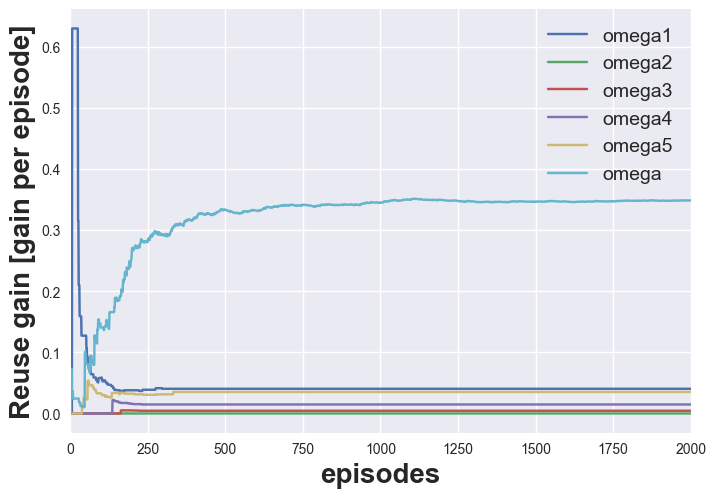 Reuse gain [gain per episode]
0.6
0.5
0.4
0.3
0.2
0.1
0.0
omega1
omega2
omega3
omega4
omega5
omega
0 250 500 750 1000 1250 1500 1750 2000
episodes